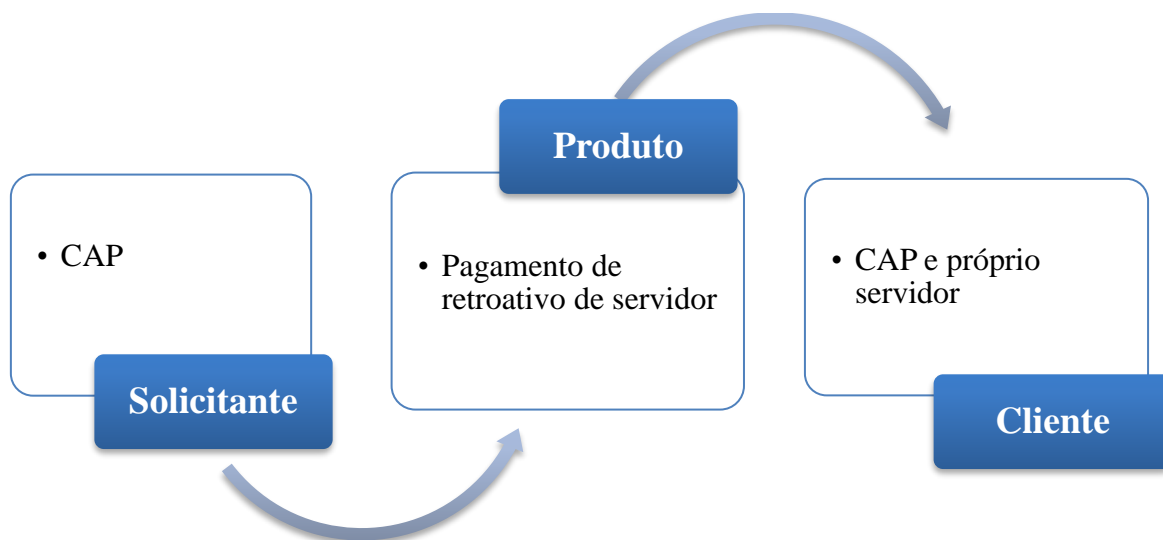 • CAP
Solicitante
Produto
• Pagamento de
retroativo de servidor
• CAP e próprio
servidor
Cliente